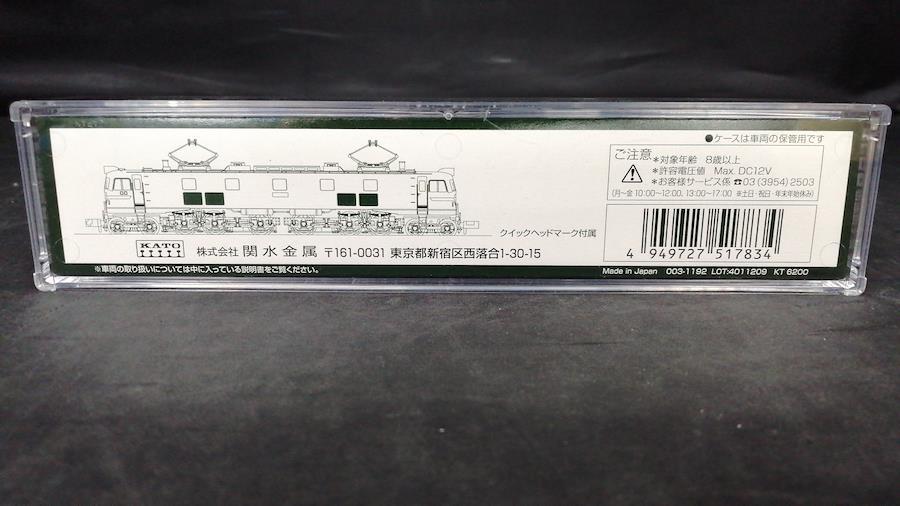 ●ケースは車両の保管用です
ご注意
*対象年齢 8歳以上
*許容電圧値 Max. DC12V
*お客様サービス係 ☎03(3954)2503
(月〜金 10:00〜12:00、13:00〜17:00 ※土日・祝日・年末年始休み)
クイックヘッドマーク付属
KATO
株式会社 関水金属 〒161-0031 東京都新宿区西落合1-30-15
4 949727 517834
※車両の取り扱いについては中に入っている説明書をご覧ください。
Made in Japan 003-1192 LOT:4011209 KT 6200